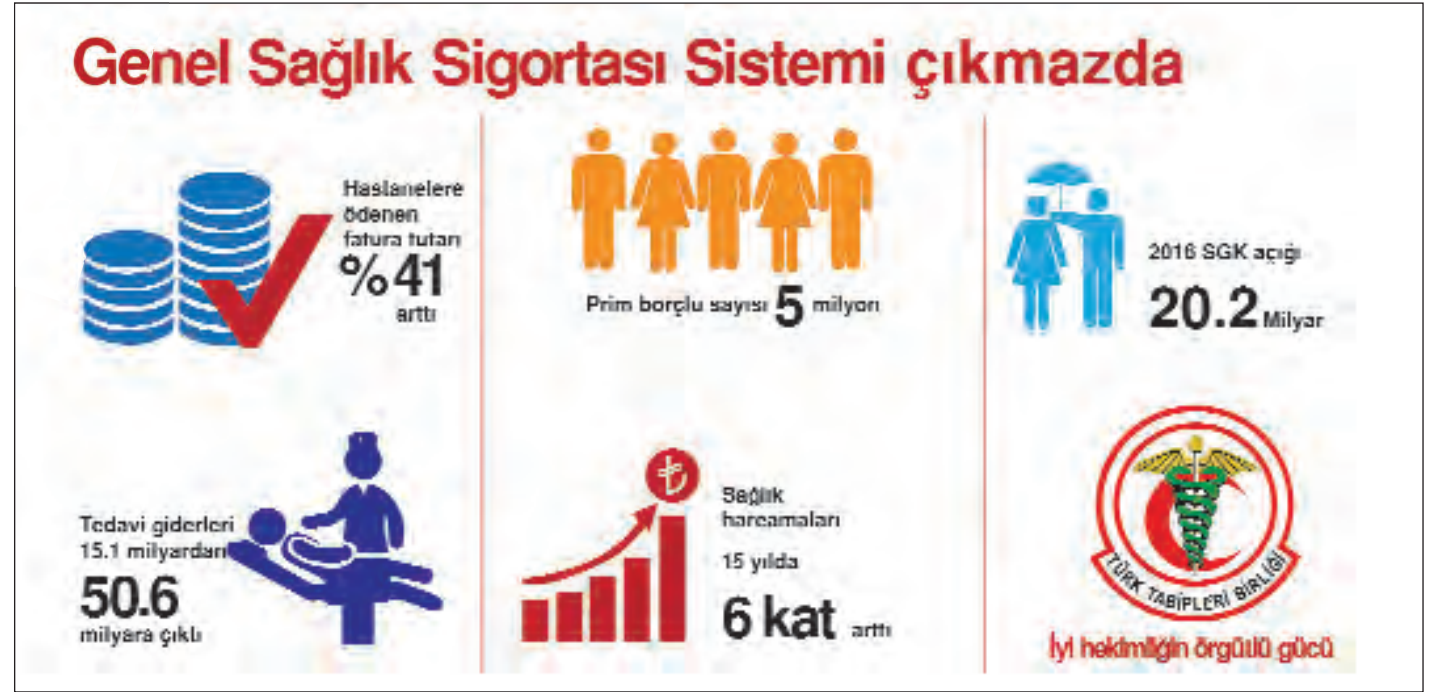 Genel Sağlık Sigortası Sistemi çıkmazda
Hastanelere
ödenen
fatura tutarı
%41
arttı
Prim borçlu sayısı 5 milyon
2016 SGK açığı
20.2 Milyar
Tedavi giderleri
15.1 milyardan
50.6
milyara çıktı
Sağlık
harcamaları
15 yılda
6 kat arttı
TÜRK TABİPLERİ BİRLİĞİ
İyi hekimliğin örgütlü gücü